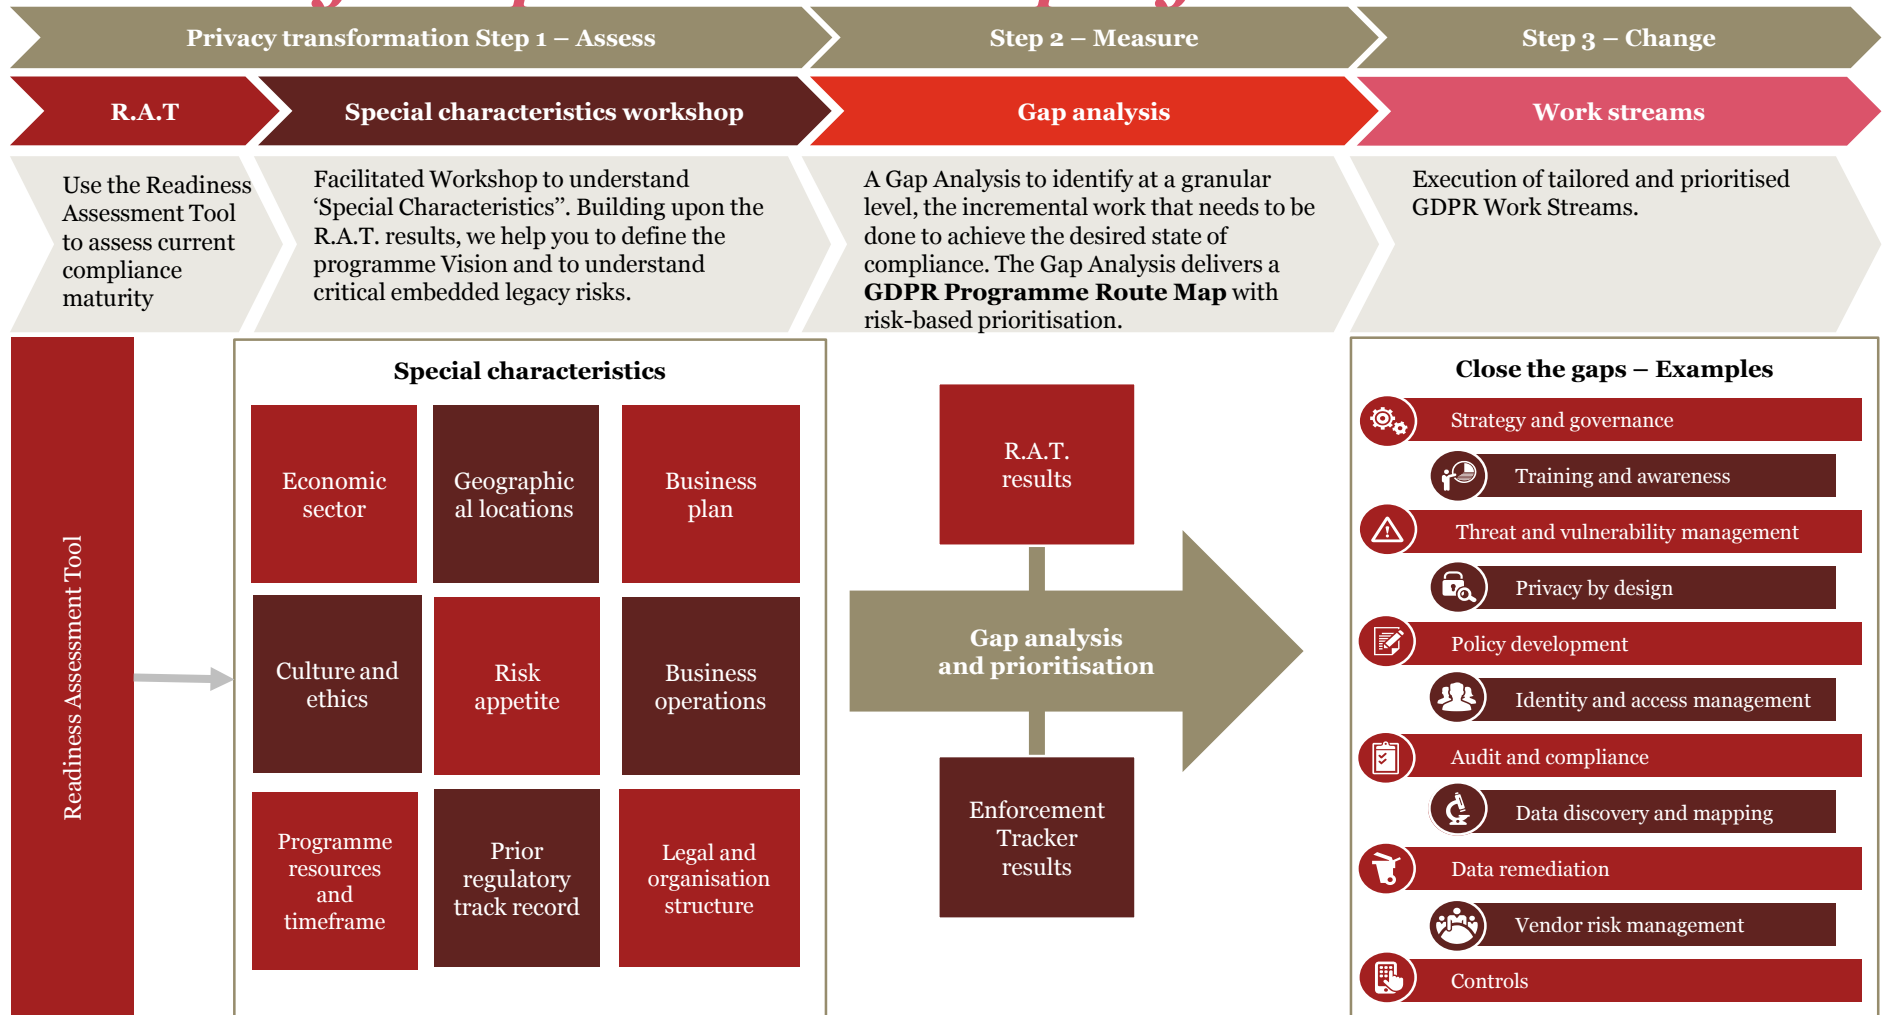 Privacy transformation Step 1 – Assess
Step 2 – Measure
Step 3 – Change
R.A.T
Special characteristics workshop
Gap analysis
Work streams
Use the Readiness
Assessment Tool
to assess current
compliance
maturity
Facilitated Workshop to understand
‘Special Characteristics”. Building upon the
R.A.T. results, we help you to define the
programme Vision and to understand
critical embedded legacy risks.
A Gap Analysis to identify at a granular
level, the incremental work that needs to be
done to achieve the desired state of
compliance. The Gap Analysis delivers a
GDPR Programme Route Map with
risk-based prioritisation.
Execution of tailored and prioritised
GDPR Work Streams.
Readiness Assessment Tool
Special characteristics
Economic
sector
Geographic
al locations
Business
plan
Culture and
ethics
Risk
appetite
Business
operations
Programme
resources
and
timeframe
Prior
regulatory
track record
Legal and
organisation
structure
R.A.T.
results
Gap analysis
and prioritisation
Enforcement
Tracker
results
Close the gaps – Examples
Strategy and governance
Training and awareness
Threat and vulnerability management
Privacy by design
Policy development
Identity and access management
Audit and compliance
Data discovery and mapping
Data remediation
Vendor risk management
Controls